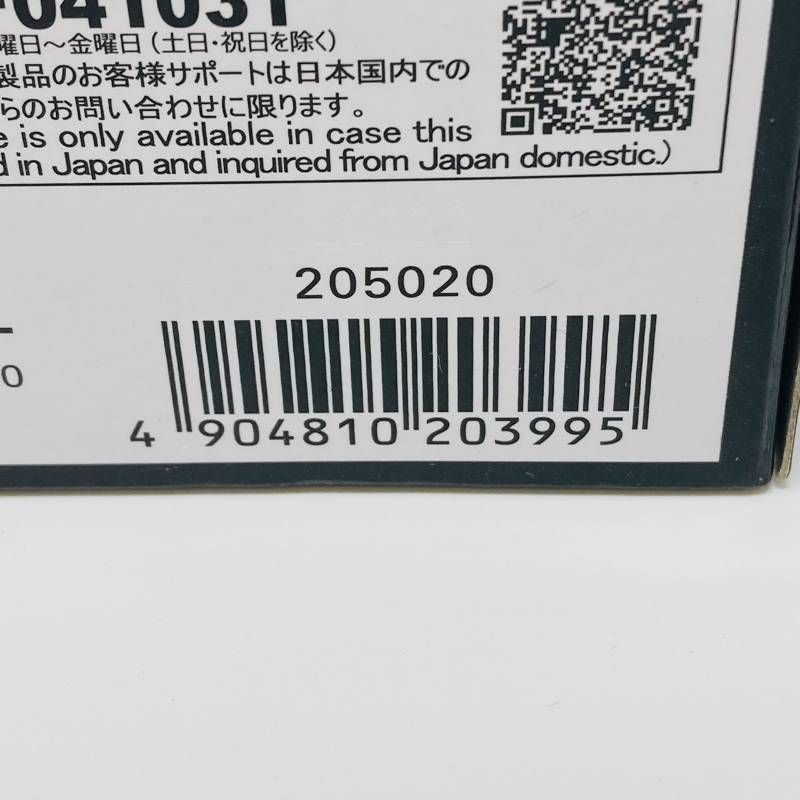 -041031
曜日～金曜日（土日・祝日を除く）
製品のお客様サポートは日本国内での
らのお問い合わせに限ります。
e is only available in case this
d in Japan and inquired from Japan domestic.)
205020
0
4 904810 203995